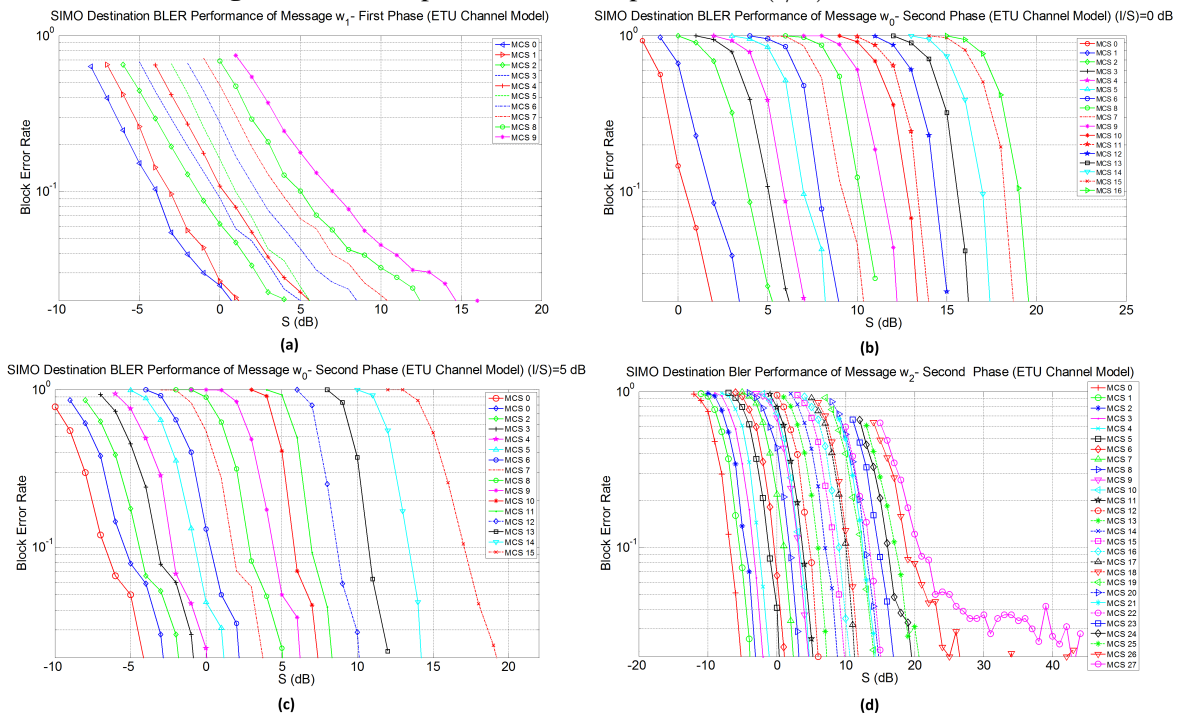 SIMO Destination BLER Performance of Message w1- First Phase (ETU Channel Model)
10^0
10^-1
Block Error Rate
-10 -5 0 5 10 15 20
S (dB)
MCS 0
MCS 1
MCS 2
MCS 3
MCS 4
MCS 5
MCS 6
MCS 7
MCS 8
MCS 9
(a)
SIMO Destination BLER Performance of Message w0- Second Phase (ETU Channel Model) (I/S)=0 dB
10^0
10^-1
Block Error Rate
0 5 10 15 20 25
S (dB)
MCS 0
MCS 0
MCS 2
MCS 3
MCS 4
MCS 5
MCS 6
MCS 8
MCS 7
MCS 9
MCS 10
MCS 11
MCS 12
MCS 13
MCS 14
MCS 15
MCS 16
(b)
SIMO Destination BLER Performance of Message w0- Second Phase (ETU Channel Model) (I/S)=5 dB
10^0
10^-1
Block Error Rate
-10 -5 0 5 10 15 20
S (dB)
MCS 0
MCS 0
MCS 2
MCS 3
MCS 4
MCS 5
MCS 6
MCS 7
MCS 8
MCS 9
MCS 10
MCS 11
MCS 12
MCS 13
MCS 14
MCS 15
(c)
SIMO Destination Bler Performance of Message w2- Second Phase (ETU Channel Model)
10^0
10^-1
Block Error Rate
-20 -10 0 10 20 30 40
S (dB)
MCS 0
MCS 1
MCS 2
MCS 3
MCS 4
MCS 5
MCS 6
MCS 7
MCS 8
MCS 9
MCS 10
MCS 11
MCS 12
MCS 13
MCS 14
MCS 15
MCS 16
MCS 17
MCS 18
MCS 19
MCS 20
MCS 21
MCS 22
MCS 23
MCS 24
MCS 25
MCS 26
MCS 27
(d)